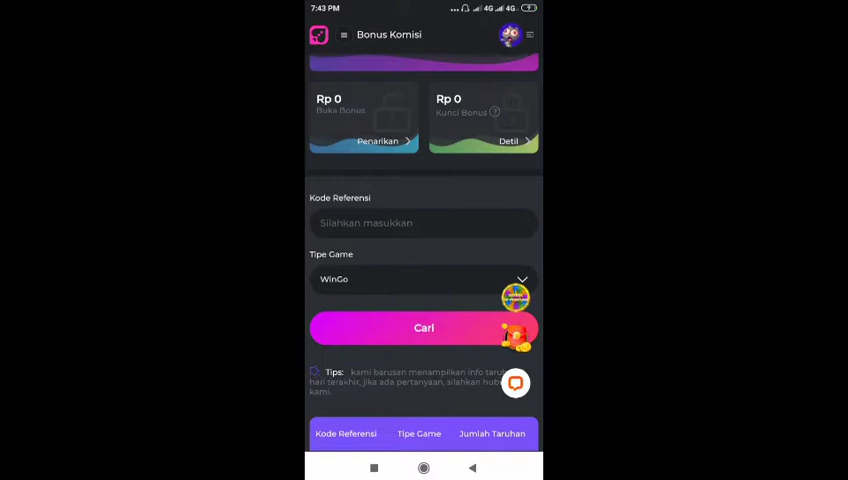 7:43 PM
4G 4G
Bonus Komisi
Rp 0
Rp 0
Buka Bonus
Kunci Bonus ?
Penarikan
Detil
Kode Referensi
Silahkan masukkan
Tipe Game
WinGo
Cari
Tips: kami barusan menampilkan info
hari terakhir, jika ada pertanyaan, silahkan
kami.
Kode Referensi Tipe Game Jumlah Taruhan